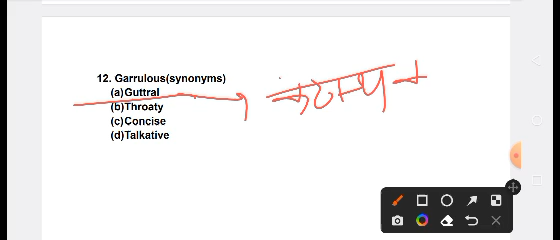 12. Garrulous(synonyms)
(a)Guttral
(b)Throaty
(c)Concise
(d)Talkative